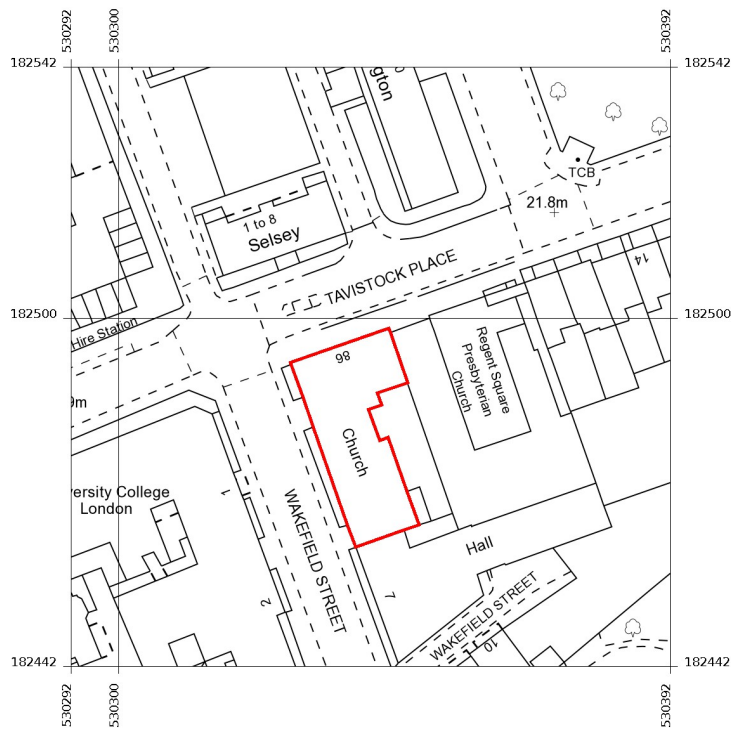 530292
530300
530392
182542
182542
gton
TCB
21.8m
1 to 8
Selsey
14
TAVISTOCK PLACE
182500
182500
Hire Station
86
Regent Square
Presbyterian
Church
9m
Church
versity College
London
1
WAKEFIELD STREET
Hall
7
2
WAKEFIELD STREET
10
182442
182442
530292
530300
530392